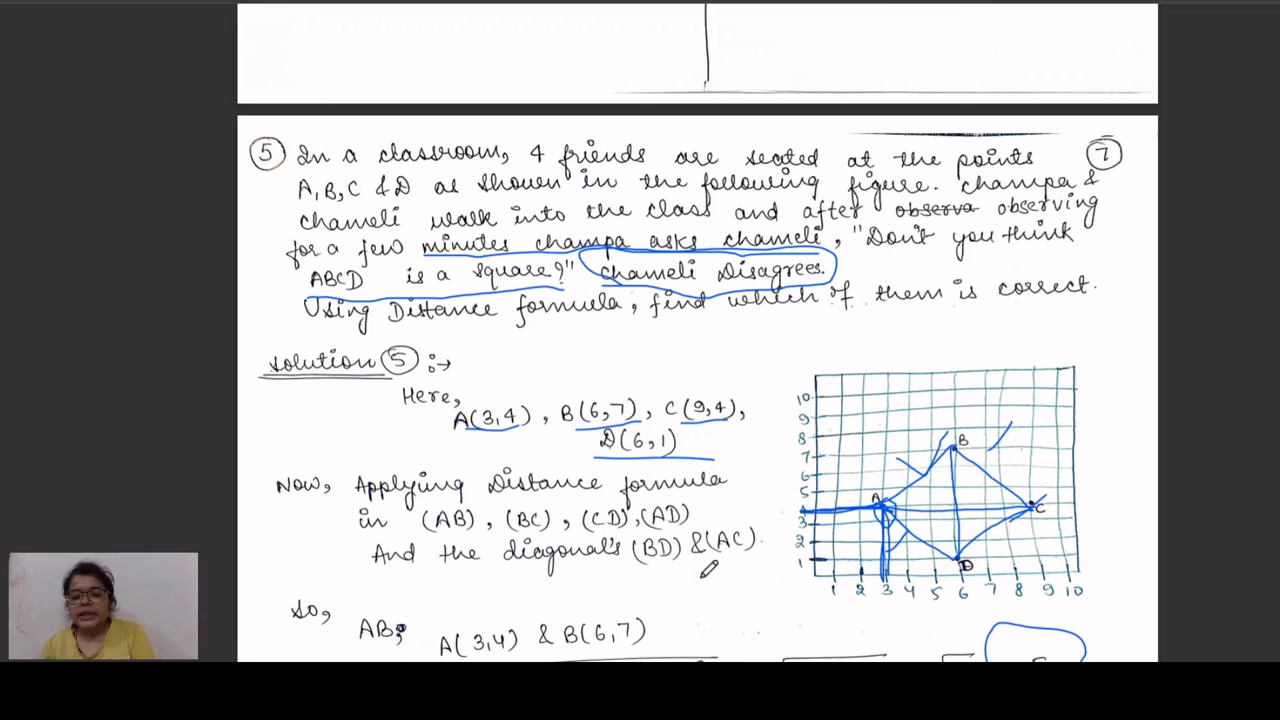 5 In a classroom, 4 friends are seated at the points 7
A, B, C & D as shown in the following figure. Champa &
chameli walk into the class and after observa observing
for a few minutes champa asks chameli, "Don't you think
ABCD is a square?" Chameli Disagrees.
Using Distance formula, find which of them is correct.
Solution 5 :→
Here,
A(3,4), B(6,7), C(9,4),
D(6,1)
Now, Applying Distance formula
in (AB), (BC), (CD), (AD)
And the diagonal's (BD) & (AC).
So,
AB; A(3,4) & B(6,7)
10
9
8
7
6
5
4
3
2
1
A
B
C
D
1 2 3 4 5 6 7 8 9 10